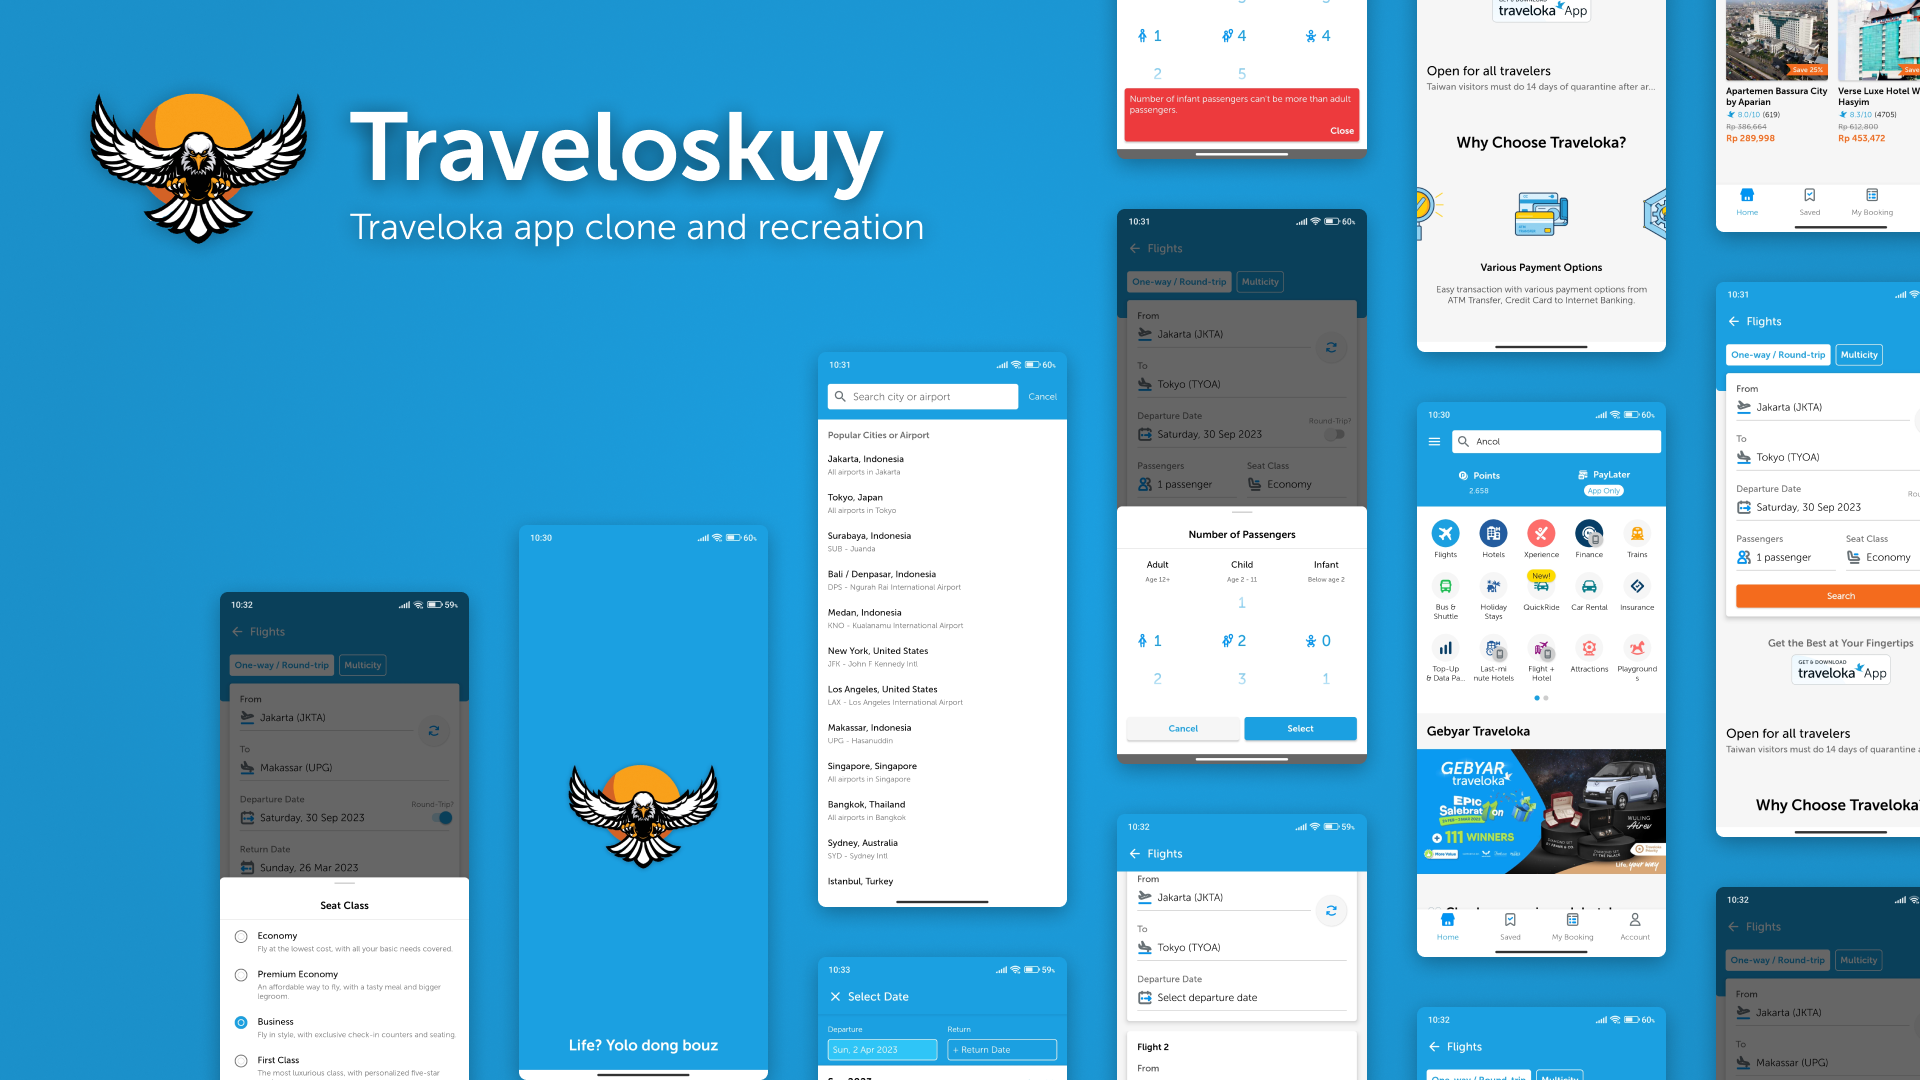 Traveloskuy
Traveloka app clone and recreation
10:32
59%
Flights
One-way / Round-trip
Multicity
From
Jakarta (JKTA)
To
Makassar (UPG)
Departure Date
Round-Trip?
Saturday, 30 Sep 2023
Return Date
Sunday, 26 Mar 2023
Seat Class
Economy
Fly at the lowest cost, with all your basic needs covered.
Premium Economy
An affordable way to fly, with a tasty meal and bigger
legroom.
Business
Fly in style, with exclusive check-in counters and seating
First Class
The most luxurious class, with personalized five-star
10:30
60%
Life? Yolo dong bouz
10:31
60%
Search city or airport
Cancel
Popular Cities or Airport
Jakarta, Indonesia
All airports in Jakarta
Tokyo, Japan
All airports in Tokyo
Surabaya, Indonesia
SUB - Juanda
Bali / Denpasar, Indonesia
DPS - Ngurah Rai International Airport
Medan, Indonesia
KNO - Kualanamu International Airport
New York, United States
JFK - John F Kennedy Intl
Los Angeles, United States
LAX - Los Angeles International Airport
Makassar, Indonesia
UPG - Hasanuddin
Singapore, Singapore
All airports in Singapore
Bangkok, Thailand
All airports in Bangkok
Sydney, Australia
SYD - Sydney Intl
Istanbul, Turkey
10:33
59%
Select Date
Departure
Return
Sun, 2 Apr 2023
+ Return Date
1
4
4
2
5
Number of infant passengers can't be more than adult
passengers.
Close
10:31
60%
Flights
One-way / Round-trip
Multicity
From
Jakarta (JKTA)
To
Tokyo (TYOA)
Departure Date
Round-Trip?
Saturday, 30 Sep 2023
Passengers
Seat Class
1 passenger
Economy
Number of Passengers
Adult
Child
Infant
Age 12+
Age 2 - 11
Below age 2
1
1
2
0
2
3
1
Cancel
Select
10:32
59%
Flights
From
Jakarta (JKTA)
To
Tokyo (TYOA)
Departure Date
Select departure date
Flight 2
From
GET & DOWNLOAD
traveloka App
Open for all travelers
Taiwan visitors must do 14 days of quarantine after ar...
Why Choose Traveloka?
Various Payment Options
Easy transaction with various payment options from
ATM Transfer, Credit Card to Internet Banking.
10:30
60%
Ancol
Points
PayLater
2.658
App Only
Flights
Hotels
Xperience
Finance
Trains
New!
Bus &
Shuttle
Holiday
Stays
QuickRide
Car Rental
Insurance
Top-Up
& Data Pa...
Last-mi
nute Hotels
Flight +
Hotel
Attractions
Playground
s
Gebyar Traveloka
GEBYAR
traveloka
EPIC
Salebration
111 WINNERS
WULING
Airev
Life, your way
Home
Saved
My Booking
Account
10:32
60%
Flights
One-way / Round-trip
Multicity
Save 25%
Save
Apartemen Bassura City
by Aparian
8.0/10 (619)
Rp 386,664
Rp 289,998
Verse Luxe Hotel W
Hasyim
8.3/10 (4705)
Rp 612,800
Rp 453,472
Home
Saved
My Booking
10:31
Flights
One-way / Round-trip
Multicity
From
Jakarta (JKTA)
To
Tokyo (TYOA)
Departure Date
Rou
Saturday, 30 Sep 2023
Passengers
Seat Class
1 passenger
Economy
Search
Get the Best at Your Fingertips
GET & DOWNLOAD
traveloka App
Open for all travelers
Taiwan visitors must do 14 days of quarantine a
Why Choose Traveloka?
10:32
Flights
One-way / Round-trip
Multicity
From
Jakarta (JKTA)
To
Makassar (UPG)